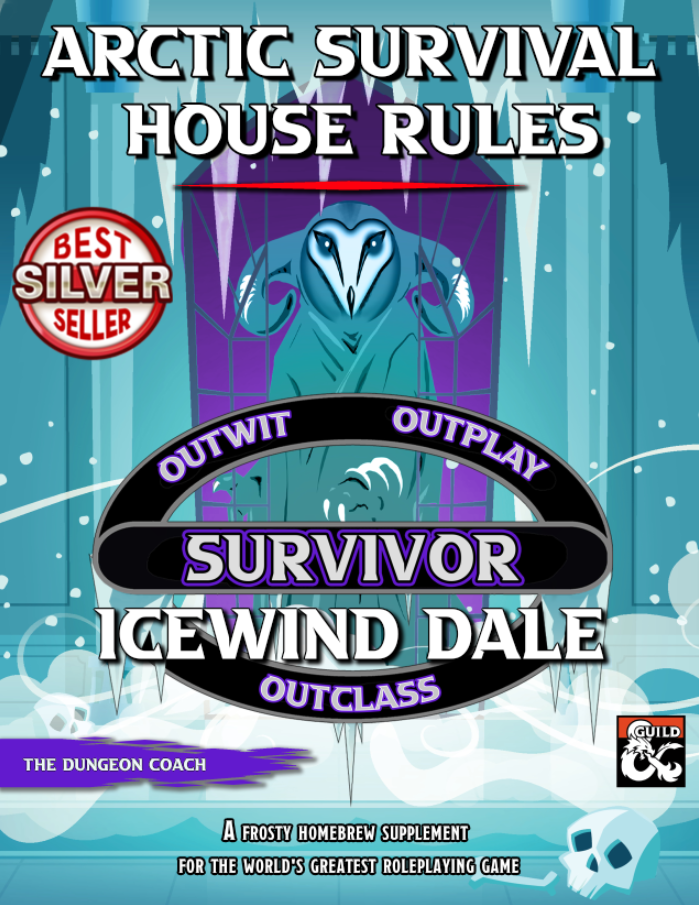 ARCTIC SURVIVAL
HOUSE RULES
BEST
SILVER
SELLER
OUTWIT OUTPLAY
SURVIVOR
ICEWIND DALE
OUTCLASS
GUILD
THE DUNGEON COACH
A FROSTY HOMEBREW SUPPLEMENT
FOR THE WORLD'S GREATEST ROLEPLAYING GAME